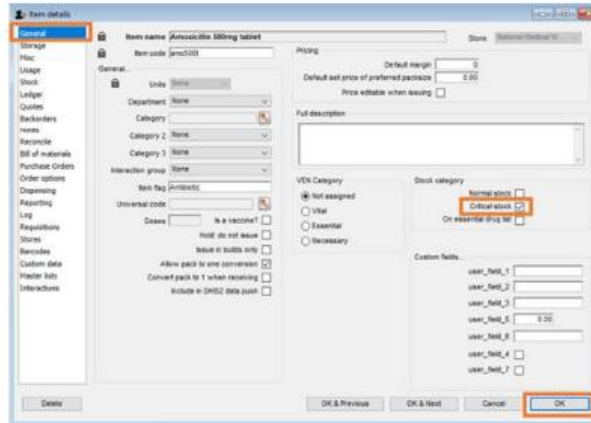 Item details
General
Storage
Misc
Usage
Stock
Ledger
Quotes
Backorders
Notes
Reconcile
Bill of materials
Purchase Orders
Order options
Dispensing
Reporting
Log
Requisitions
Stores
Barcodes
Custom data
Master lists
Interactions
Item name Amoxicillin 500mg tablet
Store: National Medical W...
Item code amo500t
General...
Units None
Department None
Category
Category 2 None
Category 3 None
Interaction group None
Item flag Antibiotic
Universal code
Doses
Is a vaccine?
Hold: do not issue
Issue in builds only
Allow pack to one conversion
Convert pack to 1 when receiving
Include in DHIS2 data push
Pricing
Default margin 0
Default sell price of preferred packsize 0.00
Price editable when issuing
Full description
VEN Category
Not assigned
Vital
Essential
Necessary
Stock category
Normal stock
Critical stock
On essential drug list
Custom fields...
user_field_1
user_field_2
user_field_3
user_field_5 0.00
user_field_6
user_field_4
user_field_7
Delete
OK & Previous
OK & Next
Cancel
OK